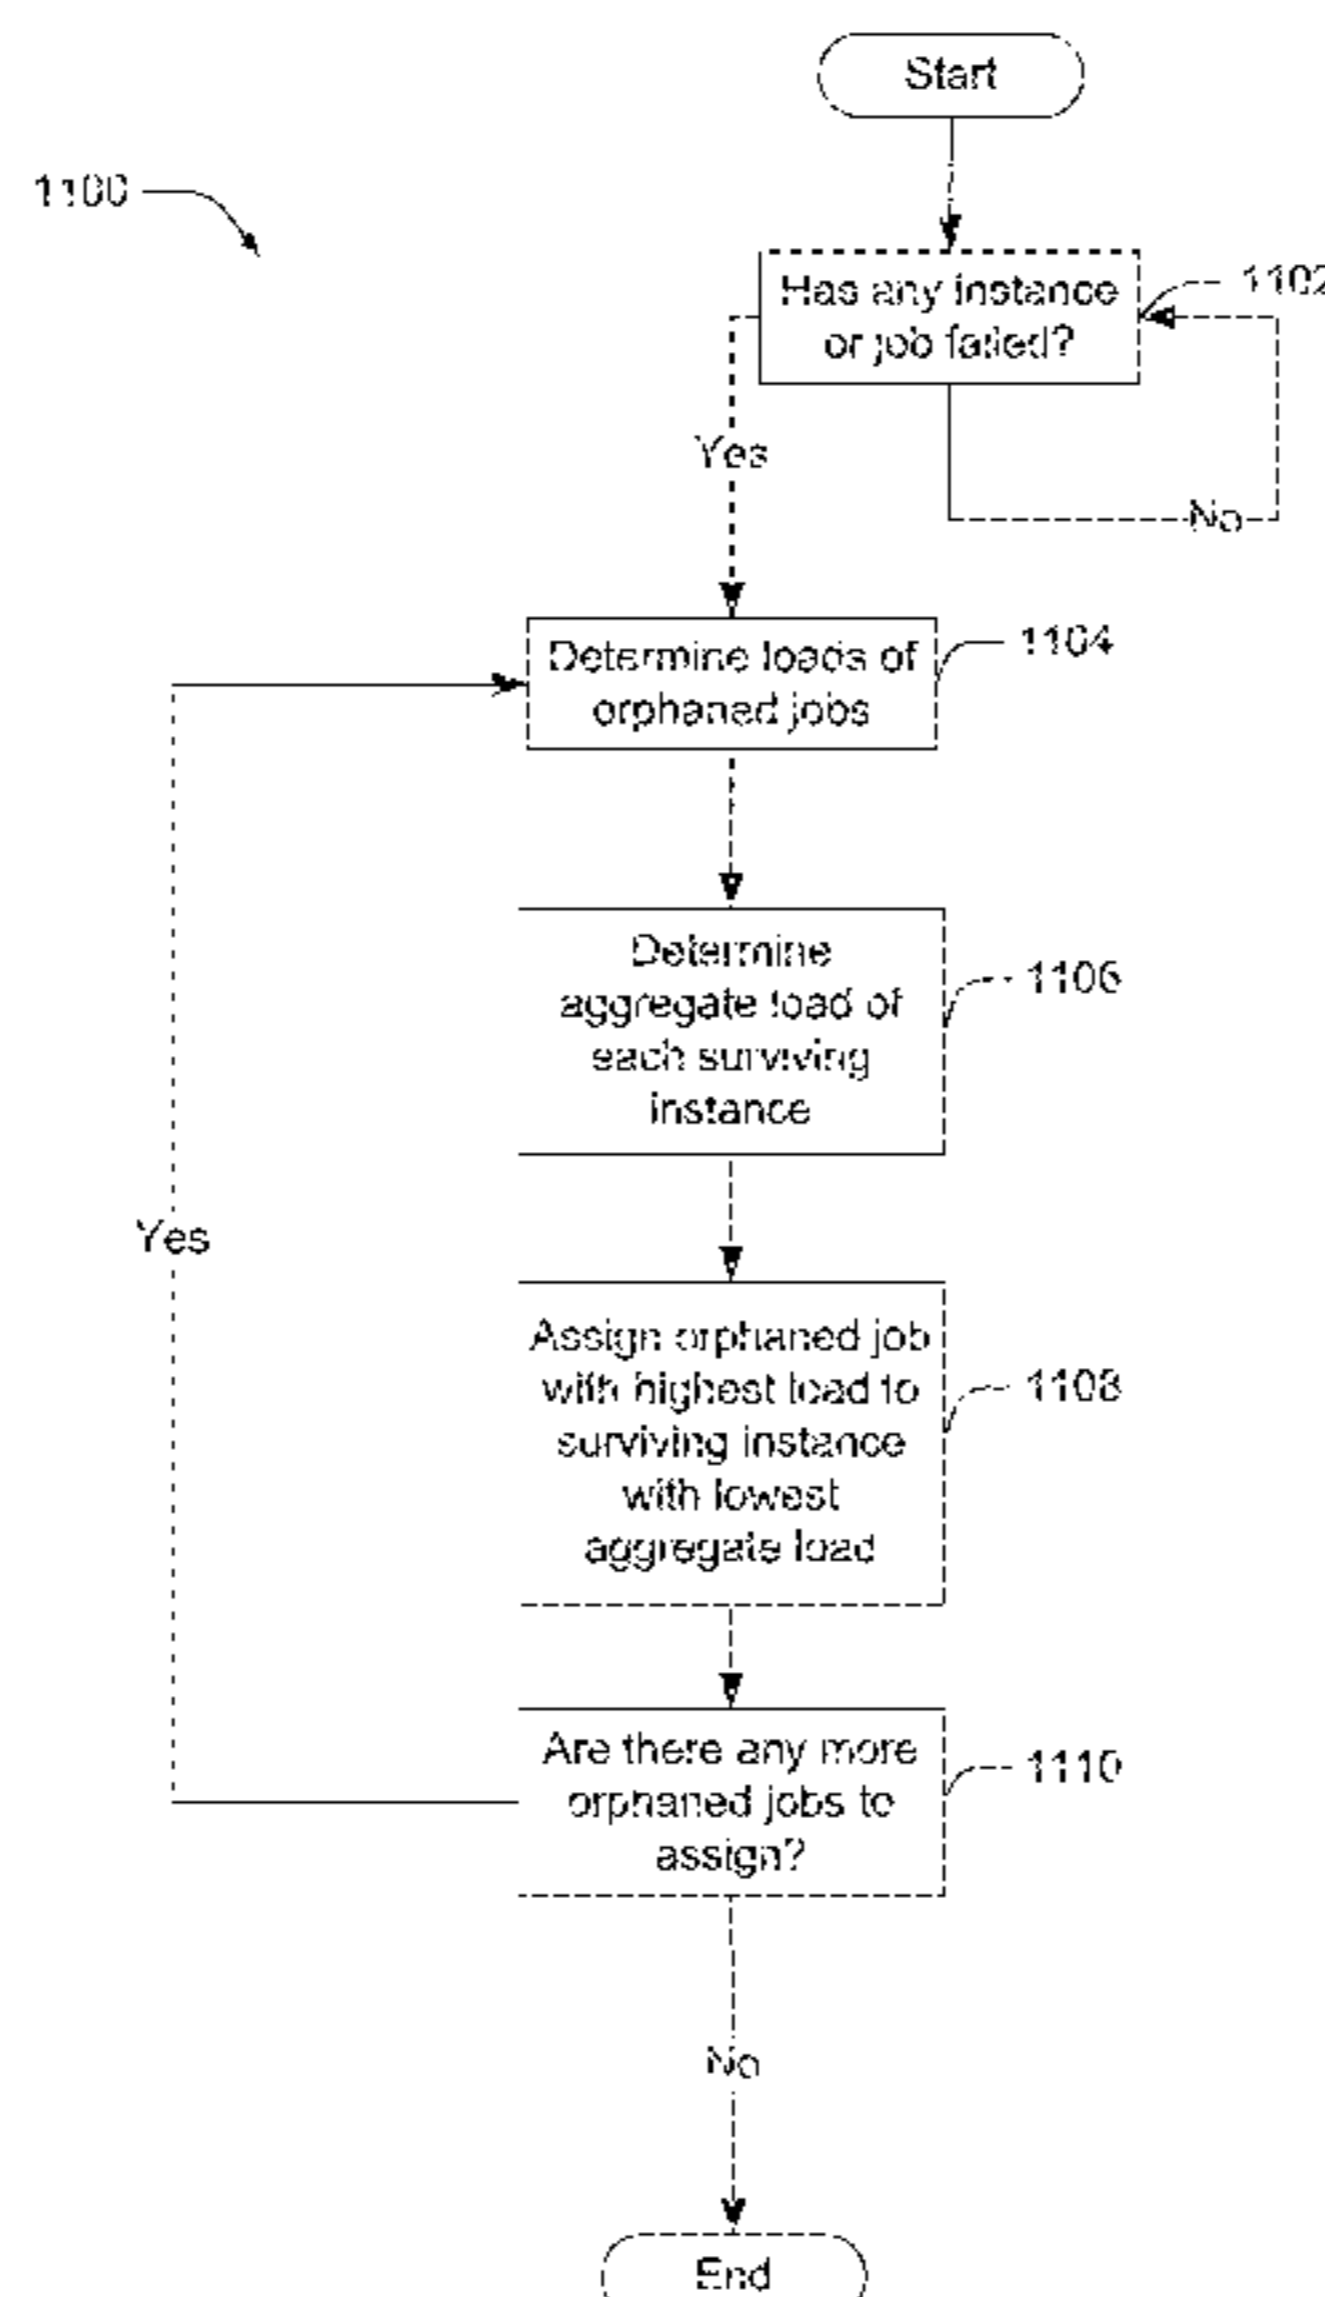 Start
1100
Has any instance
or job failed?
1102
Yes
No
Determine loads of
orphaned jobs
1104
Determine
aggregate load of
each surviving
instance
1106
Yes
Assign orphaned job
with highest load to
surviving instance
with lowest
aggregate load
1108
Are there any more
orphaned jobs to
assign?
1110
No
End